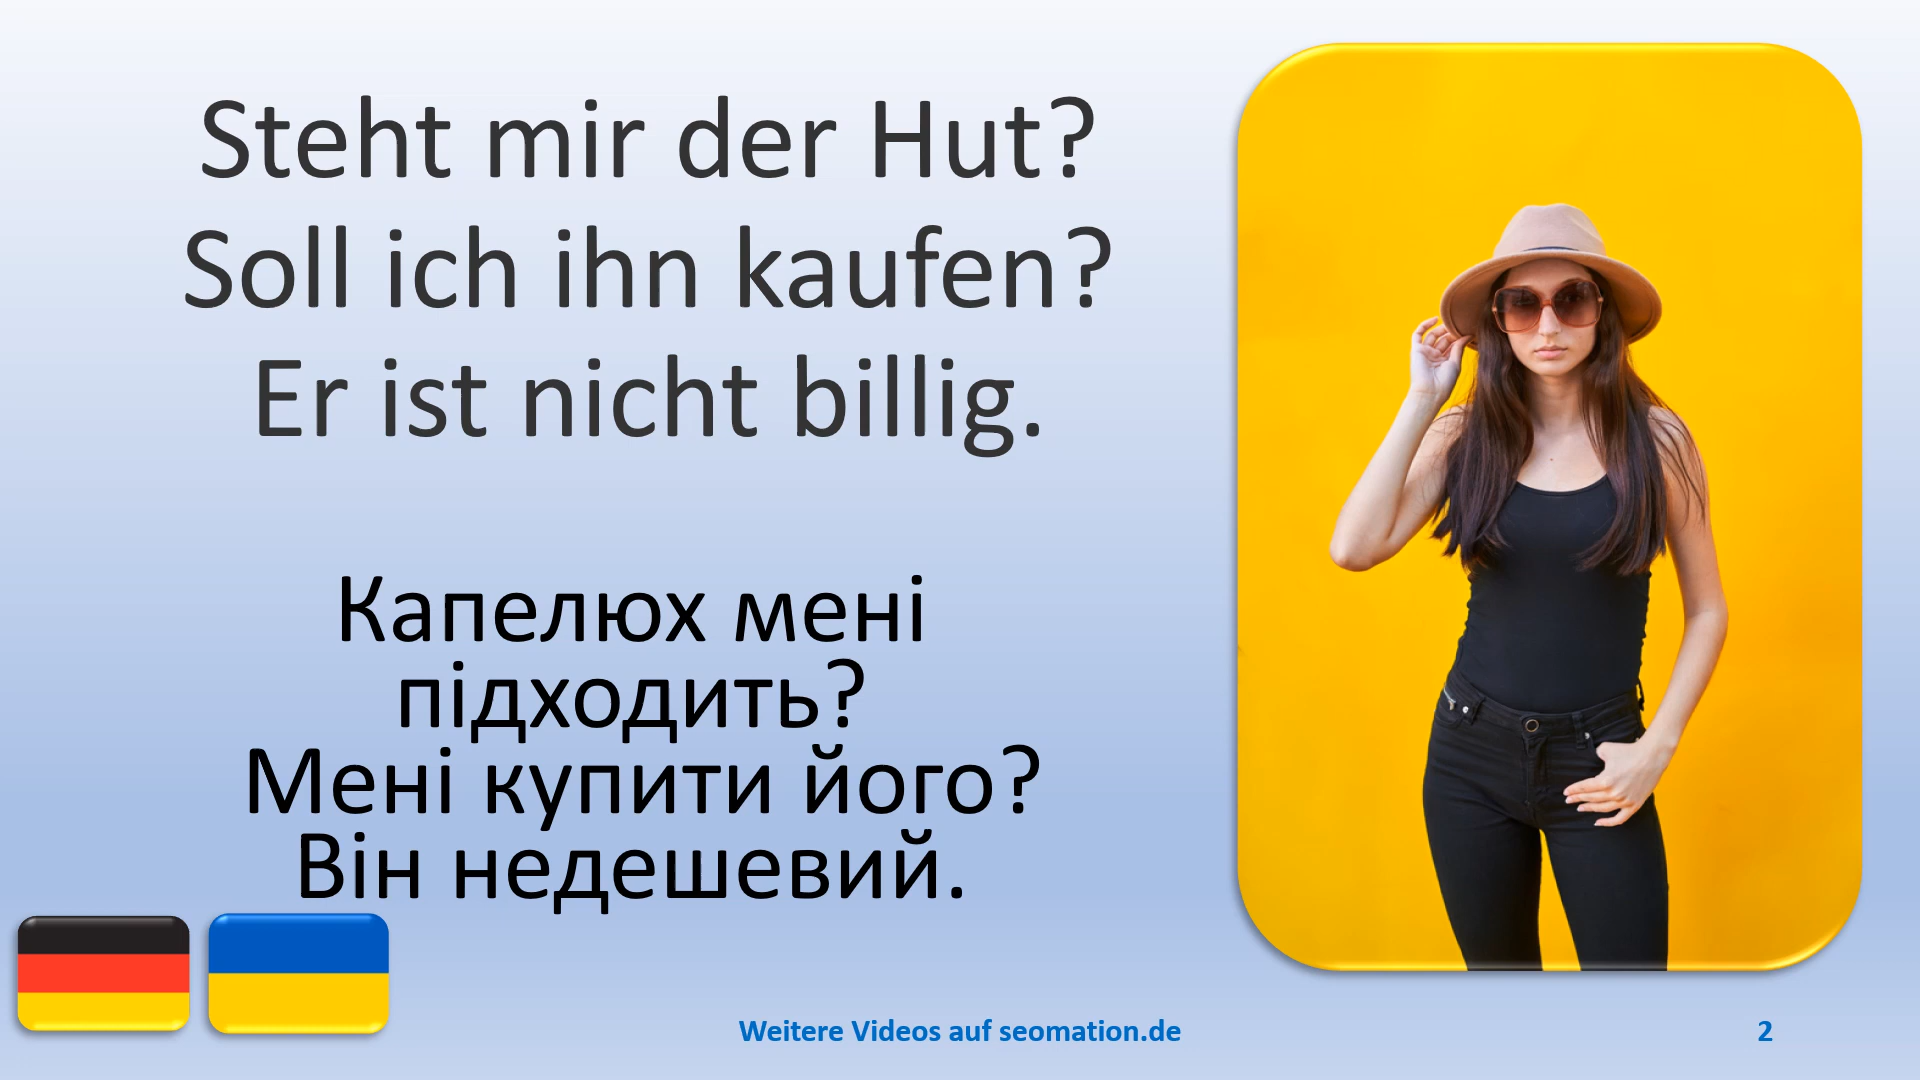 Steht mir der Hut?
Soll ich ihn kaufen?
Er ist nicht billig.
Капелюх мені
підходить?
Мені купити його?
Він недешевий.
Weitere Videos auf seomation.de
2